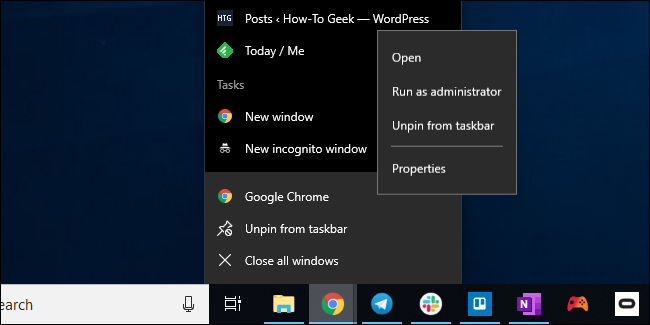 HTG
Posts ‹ How-To Geek — WordPress
Today / Me
Tasks
New window
New incognito window
Google Chrome
Unpin from taskbar
Close all windows
Open
Run as administrator
Unpin from taskbar
Properties
earch
N